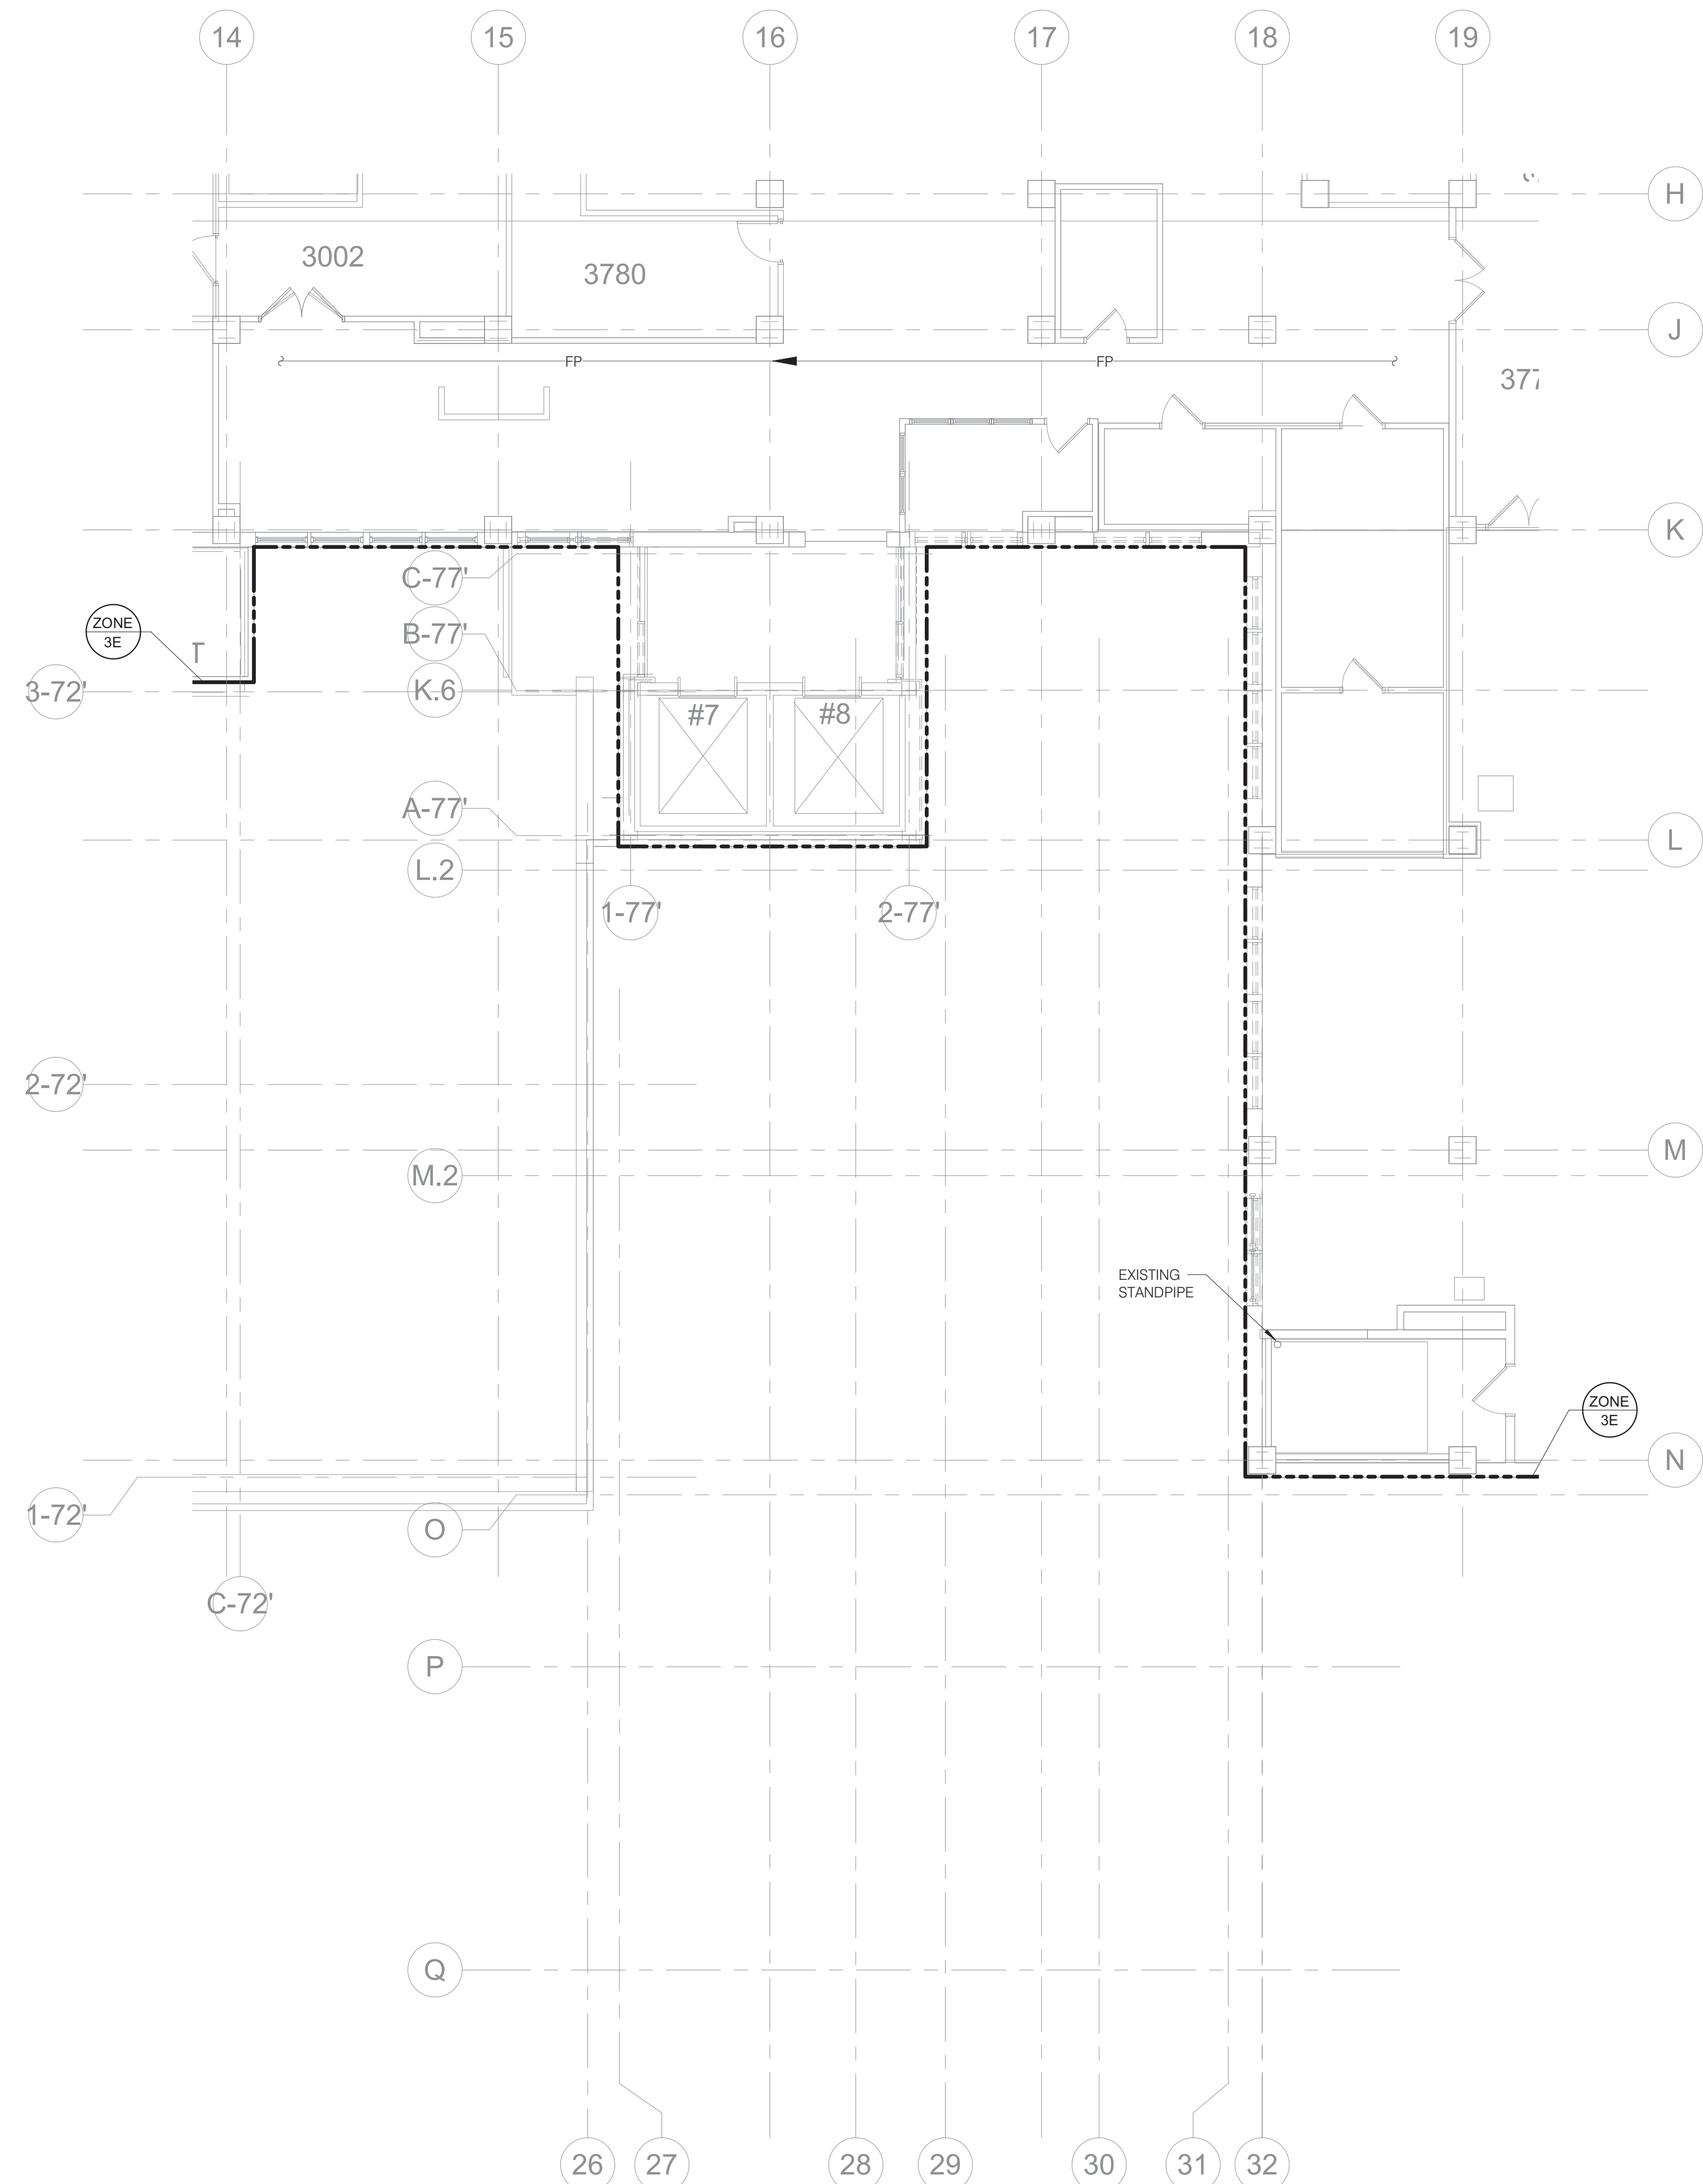 14
15
16
17
18
19
H
3002
3780
J
FP
FP
377
K
C-77'
ZONE
3E
B-77'
T
3-72'
K.6
#7
#8
A-77'
L
L.2
1-77'
2-77'
2-72'
M
M.2
EXISTING
STANDPIPE
ZONE
3E
N
1-72'
O
C-72'
P
Q
26
27
28
29
30
31
32